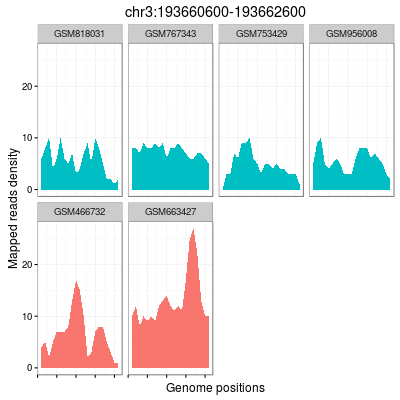 chr3:193660600-193662600
GSM818031 GSM767343 GSM753429 GSM956008
20
10
0
GSM466732 GSM663427
20
10
0
Mapped reads density
Genome positions